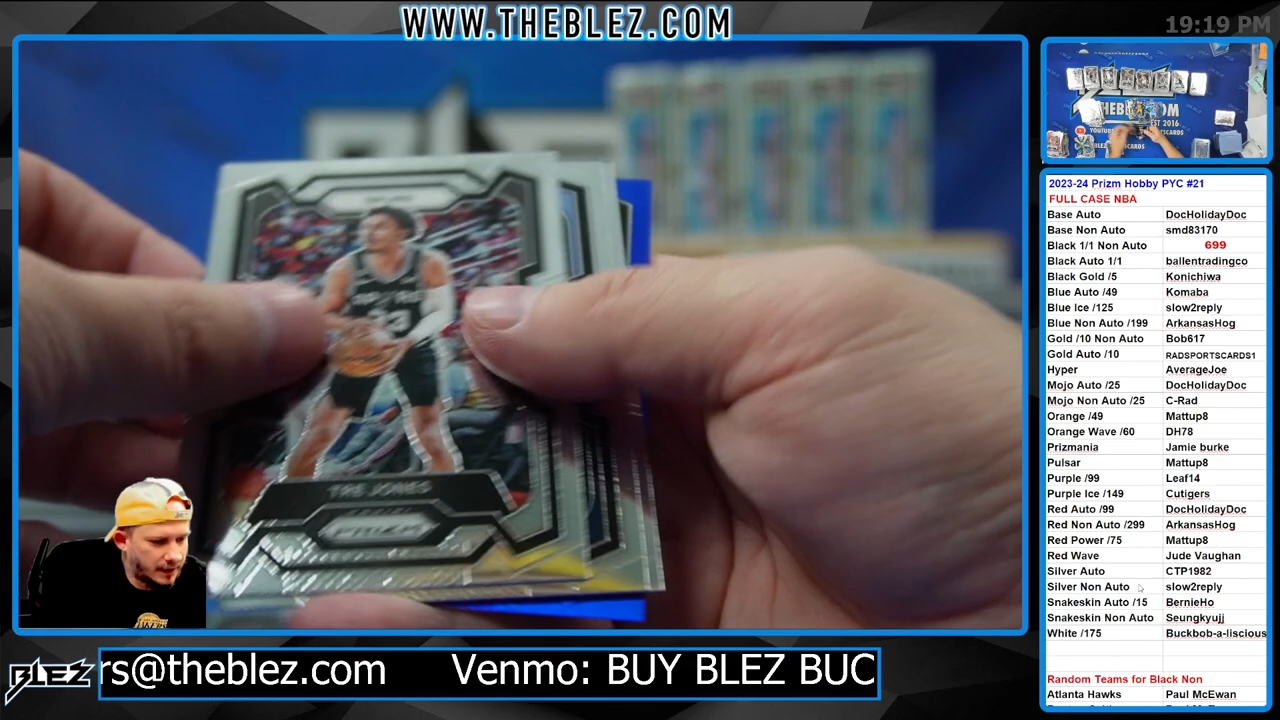 WWW.THEBLEZ.COM
19:19 PM
TRE JONES
PRIZM
THEBLEZ.COM
EST 2016
2023-24 Prizm Hobby PYC #21
FULL CASE NBA
Base Auto DocHolidayDoc
Base Non Auto smd83170
Black 1/1 Non Auto 699
Black Auto 1/1 ballentradingco
Black Gold /5 Konichiwa
Blue Auto /49 Komaba
Blue ice /125 slow2reply
Blue Non Auto /199 ArkansasHog
Gold /10 Non Auto Bob617
Gold Auto /10 RADSPORTSCARDS1
Hyper AverageJoe
Mojo Auto /25 DocHolidayDoc
Mojo Non Auto /25 C-Rad
Orange /49 Mattup8
Orange Wave /60 DH78
Prizmania Jamie burke
Pulsar Mattup8
Purple /99 Leaf14
Purple Ice /149 Cutigers
Red Auto /99 DocHolidayDoc
Red Non Auto /299 ArkansasHog
Red Power /75 Mattup8
Red Wave Jude Vaughan
Silver Auto CTP1982
Silver Non Auto slow2reply
Snakeskin Auto /15 BernieHo
Snakeskin Non Auto Seungkyujj
White /175 Buckbob-a-liscious
Random Teams for Black Non
Atlanta Hawks Paul McEwan
BLEZ
rs@theblez.com Venmo: BUY BLEZ BUC